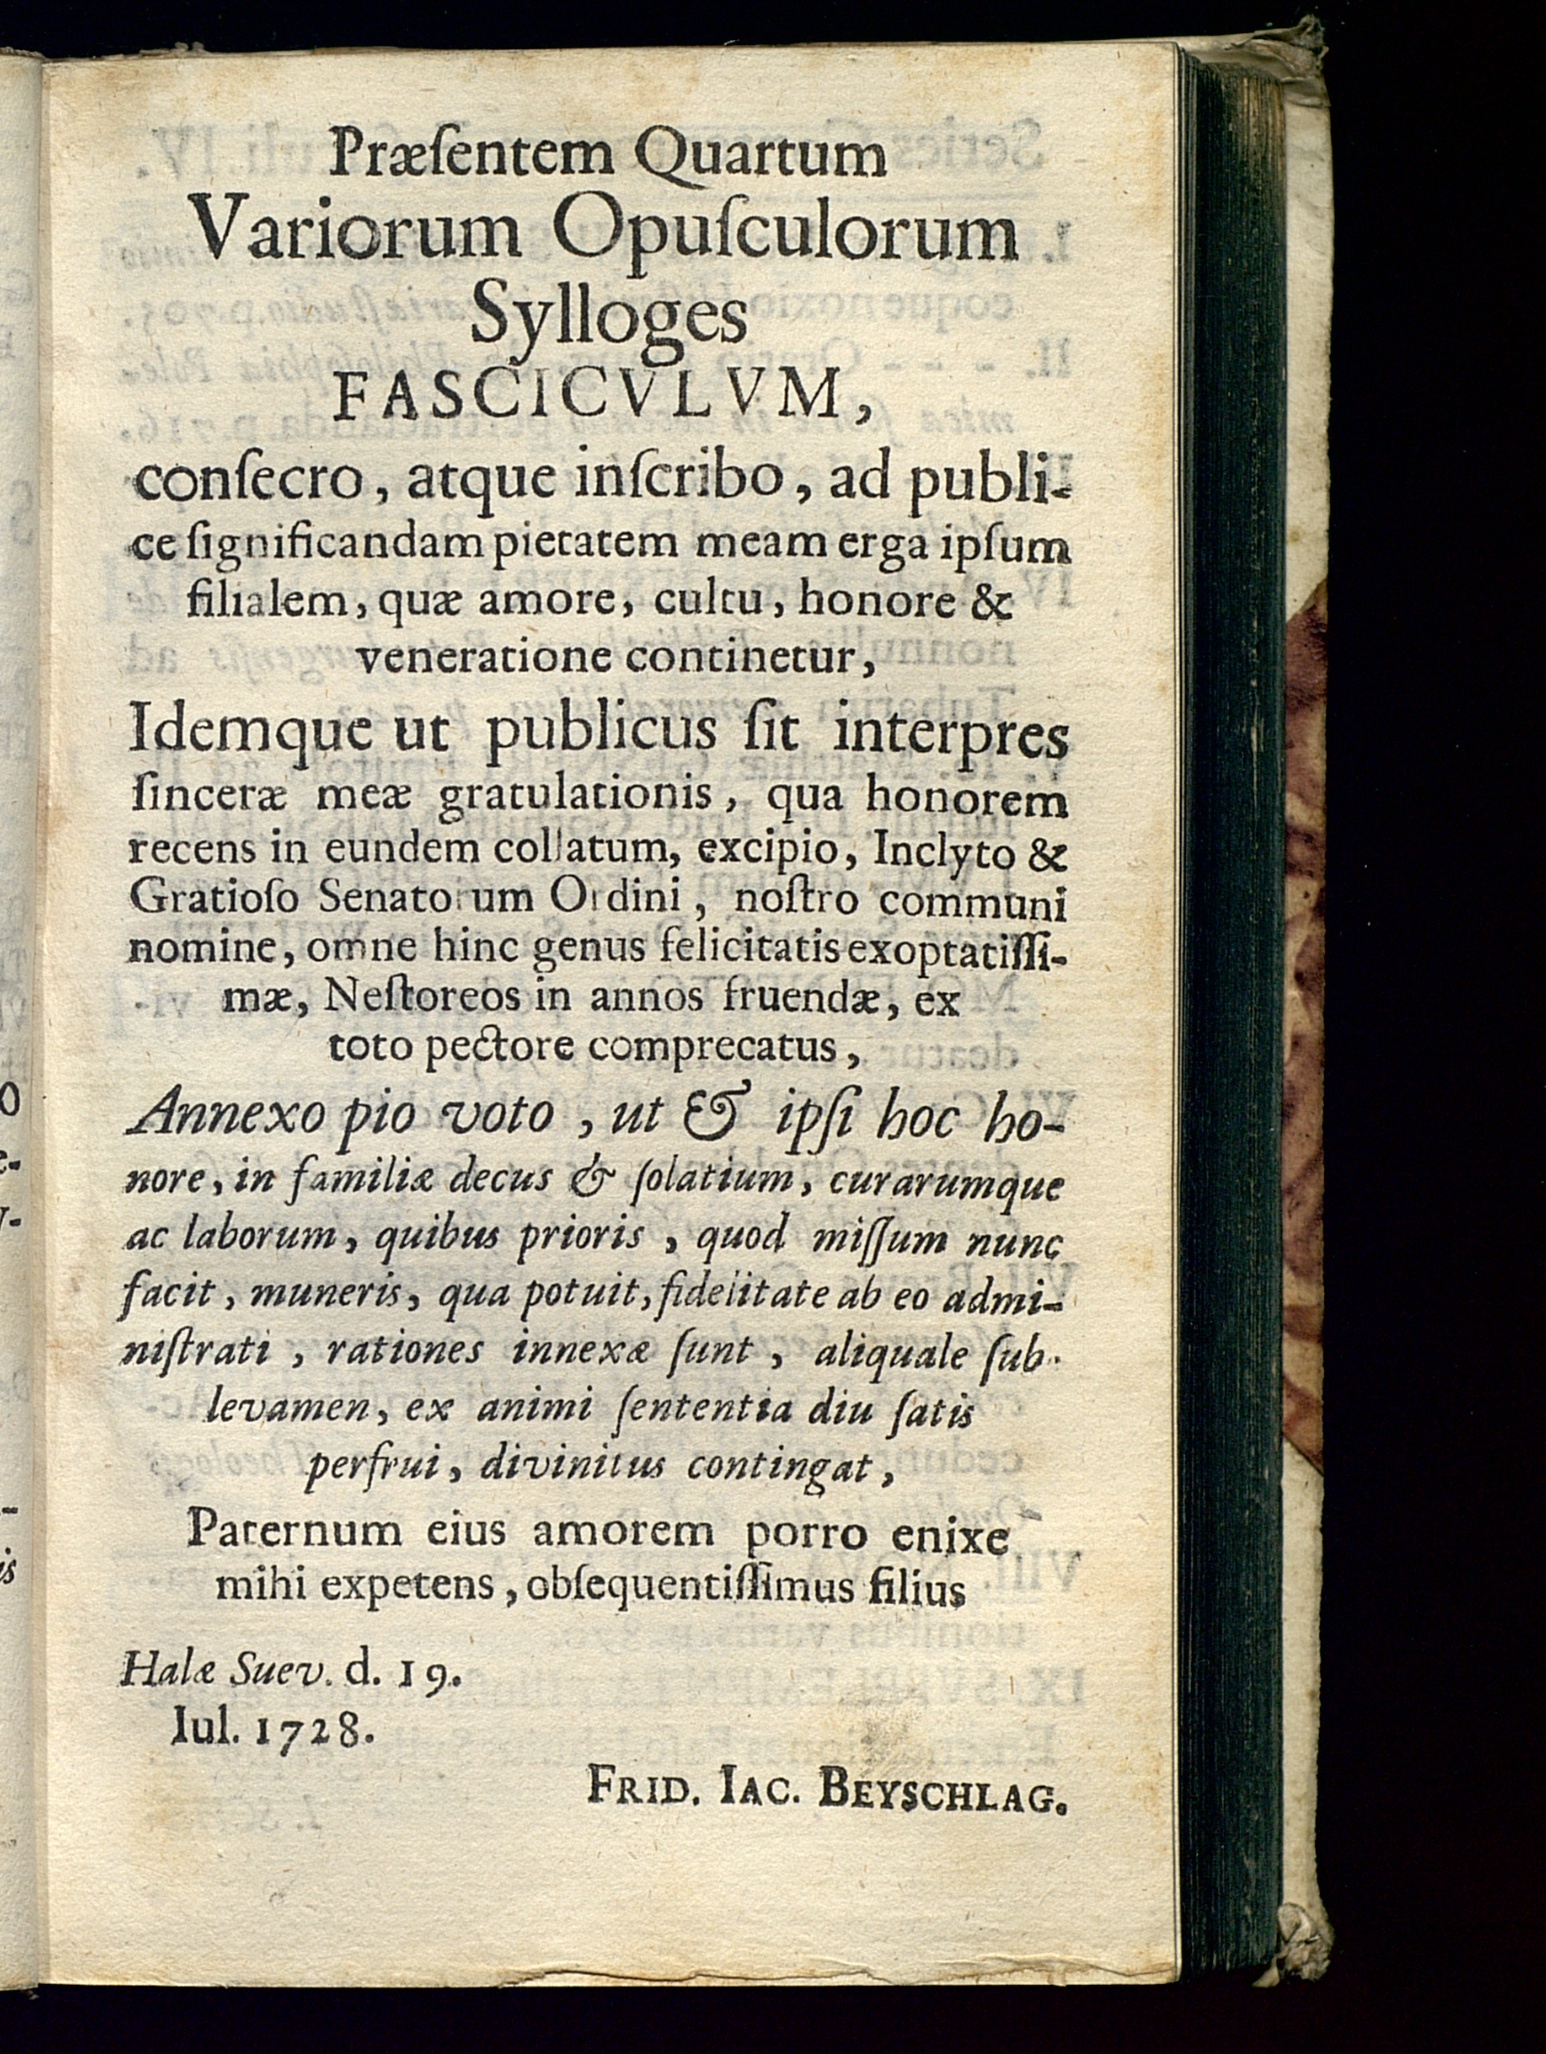 Præſentem Quartum
Variorum Opuſculorum
Sylloges
FASCICVLVM,
conſecro, atque inſcribo, ad publi-
ce ſignificandam pietatem meam erga ipſum
filialem, quæ amore, cultu, honore &
veneratione continetur,
Idemque ut publicus ſit interpres
ſinceræ meæ gratulationis, qua honorem
recens in eundem collatum, excipio, Inclyto &
Gratioſo Senatorum Ordini, noſtro communi
nomine, omne hinc genus felicitatis exoptatiſſi-
mæ, Neſtoreos in annos fruendæ, ex
toto pectore comprecatus,
Annexo pio voto, ut & ipſi hoc ho-
nore, in familiæ decus & ſolatium, curarumque
ac laborum, quibus prioris, quod miſſum nunc
facit, muneris, qua potuit, fidelitate ab eo admi-
niſtrati, rationes innexæ ſunt, aliquale ſub-
levamen, ex animi ſententia diu ſatis
perfrui, divinitus contingat,
Paternum eius amorem porro enixe
mihi expetens, obſequentiſſimus filius
Halæ Suev. d. 19.
Iul. 1728.
FRID. IAC. BEYSCHLAG.